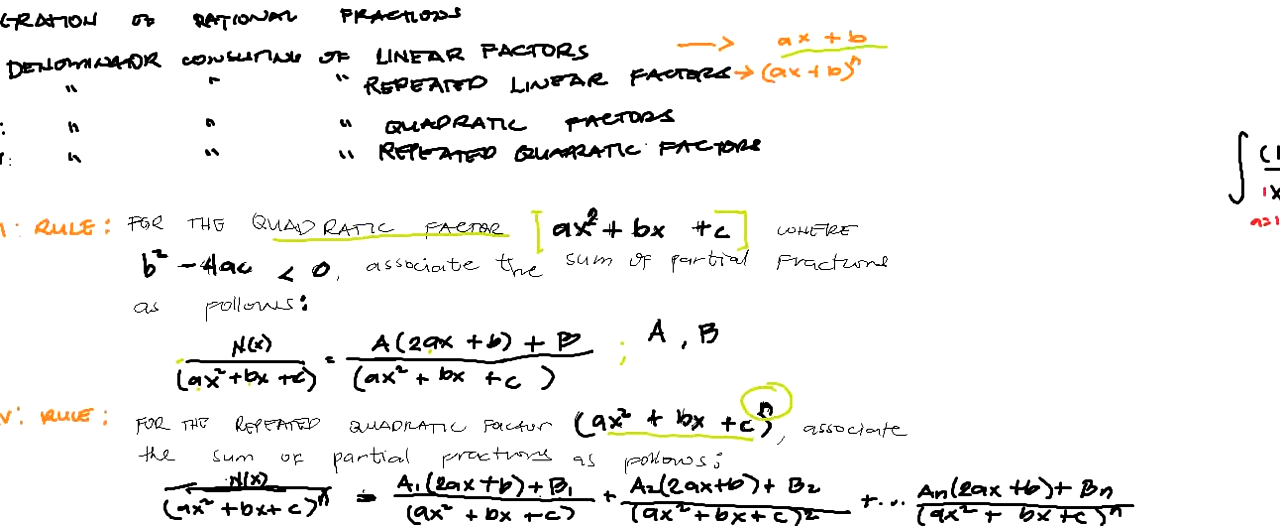 GRATION OF RATIONAL FRACTIONS
DENOMINATOR CONSISTING OF LINEAR FACTORS → ax + b
" " " REPEATED LINEAR FACTORS → (ax + b)^n
: " " " QUADRATIC FACTORS
: " " " REPEATED QUADRATIC FACTORS
: RULE: FOR THE QUADRATIC FACTOR [ax² + bx + c] WHERE
b² - 4ac < 0, associate the sum of partial fractions
as follows:
N(x)/(ax² + bx + c) = A(2ax + b) + B/(ax² + bx + c) ; A, B
V: RULE: FOR THE REPEATED QUADRATIC FACTOR (ax² + bx + c)^n, associate
the sum of partial fractions as follows:
N(x)/(ax² + bx + c)^n = A₁(2ax + b) + B₁/(ax² + bx + c) + A₂(2ax + b) + B₂/(ax² + bx + c)² + ... An(2ax + b) + Bn/(ax² + bx + c)^n